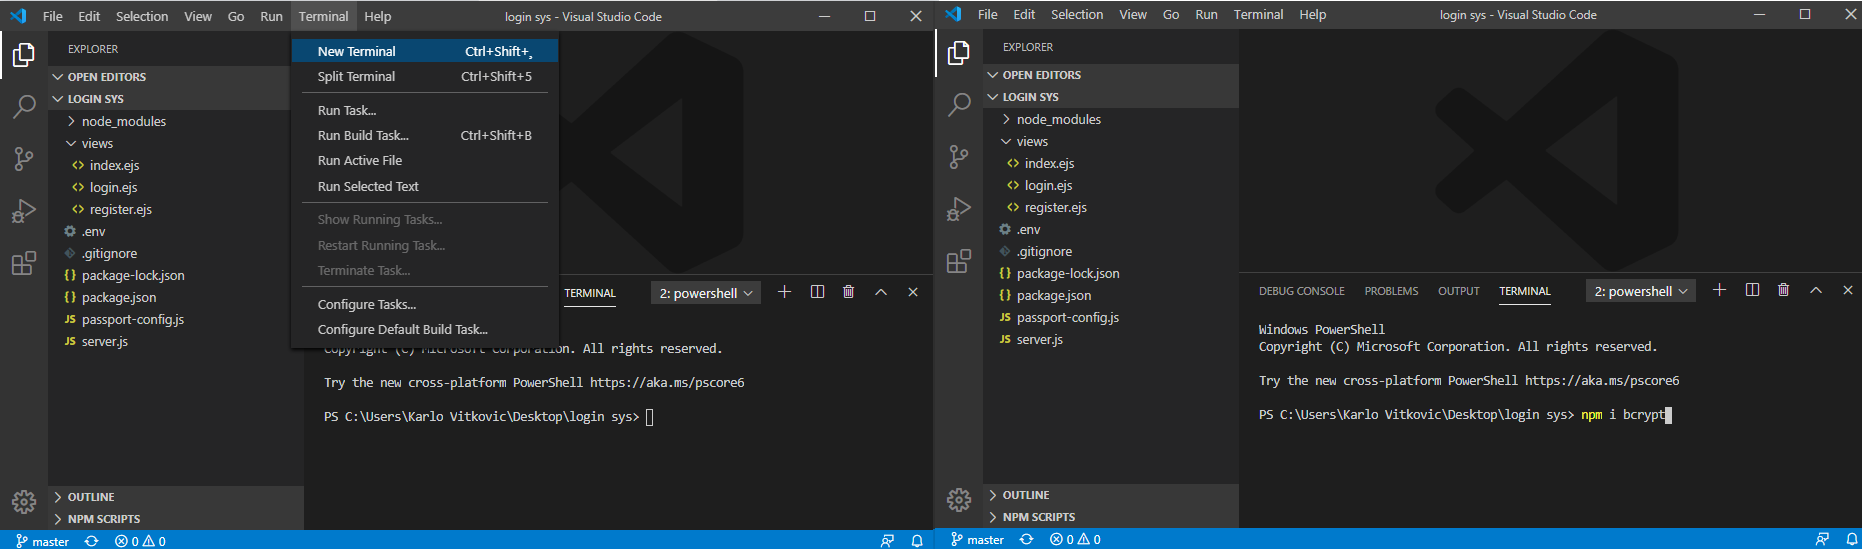 File Edit Selection View Go Run Terminal Help login sys - Visual Studio Code
EXPLORER
OPEN EDITORS
LOGIN SYS
node_modules
views
index.ejs
login.ejs
register.ejs
.env
.gitignore
package-lock.json
package.json
passport-config.js
server.js
OUTLINE
NPM SCRIPTS
New Terminal Ctrl+Shift+¸
Split Terminal Ctrl+Shift+5
Run Task...
Run Build Task... Ctrl+Shift+B
Run Active File
Run Selected Text
Show Running Tasks...
Restart Running Task...
Terminate Task...
Configure Tasks...
Configure Default Build Task...
TERMINAL 2: powershell
Copyright (C) Microsoft Corporation. All rights reserved.
Try the new cross-platform PowerShell https://aka.ms/pscore6
PS C:\Users\Karlo Vitkovic\Desktop\login sys>
master 0 0
File Edit Selection View Go Run Terminal Help login sys - Visual Studio Code
EXPLORER
OPEN EDITORS
LOGIN SYS
node_modules
views
index.ejs
login.ejs
register.ejs
.env
.gitignore
package-lock.json
package.json
passport-config.js
server.js
OUTLINE
NPM SCRIPTS
DEBUG CONSOLE PROBLEMS OUTPUT TERMINAL 2: powershell
Windows PowerShell
Copyright (C) Microsoft Corporation. All rights reserved.
Try the new cross-platform PowerShell https://aka.ms/pscore6
PS C:\Users\Karlo Vitkovic\Desktop\login sys> npm i bcrypt
master 0 0